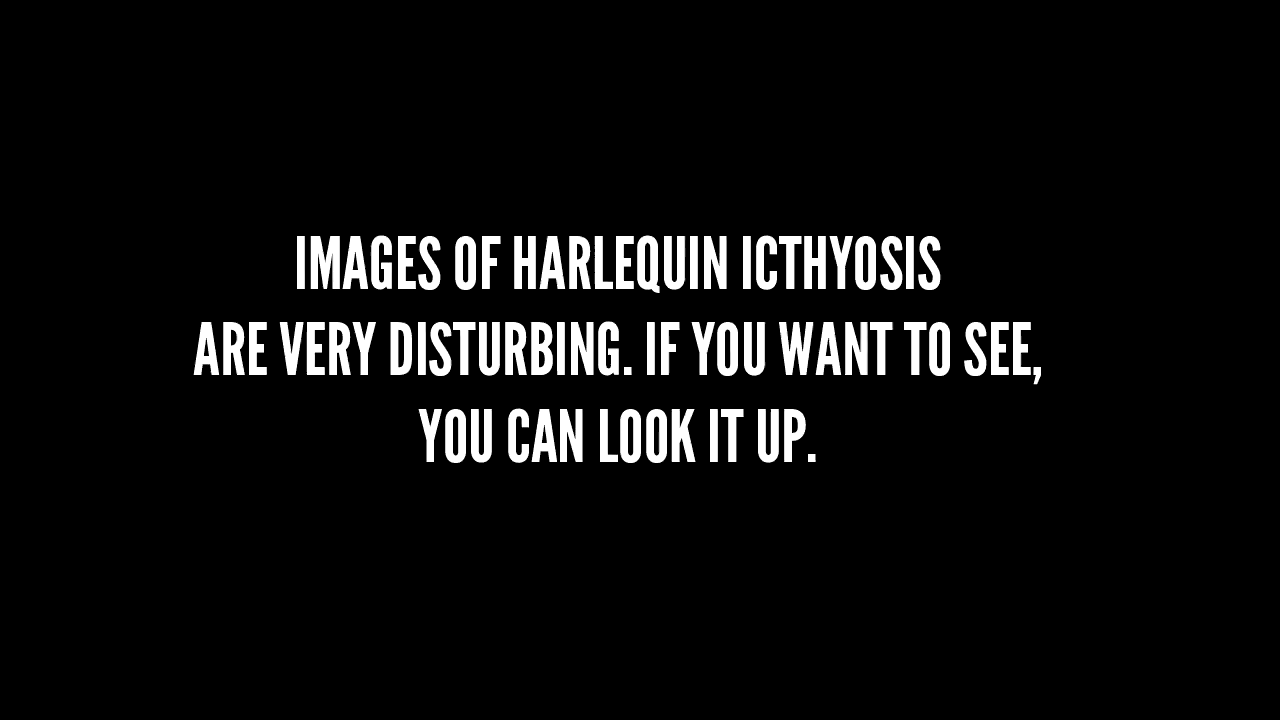 IMAGES OF HARLEQUIN ICTHYOSIS
ARE VERY DISTURBING. IF YOU WANT TO SEE,
YOU CAN LOOK IT UP.